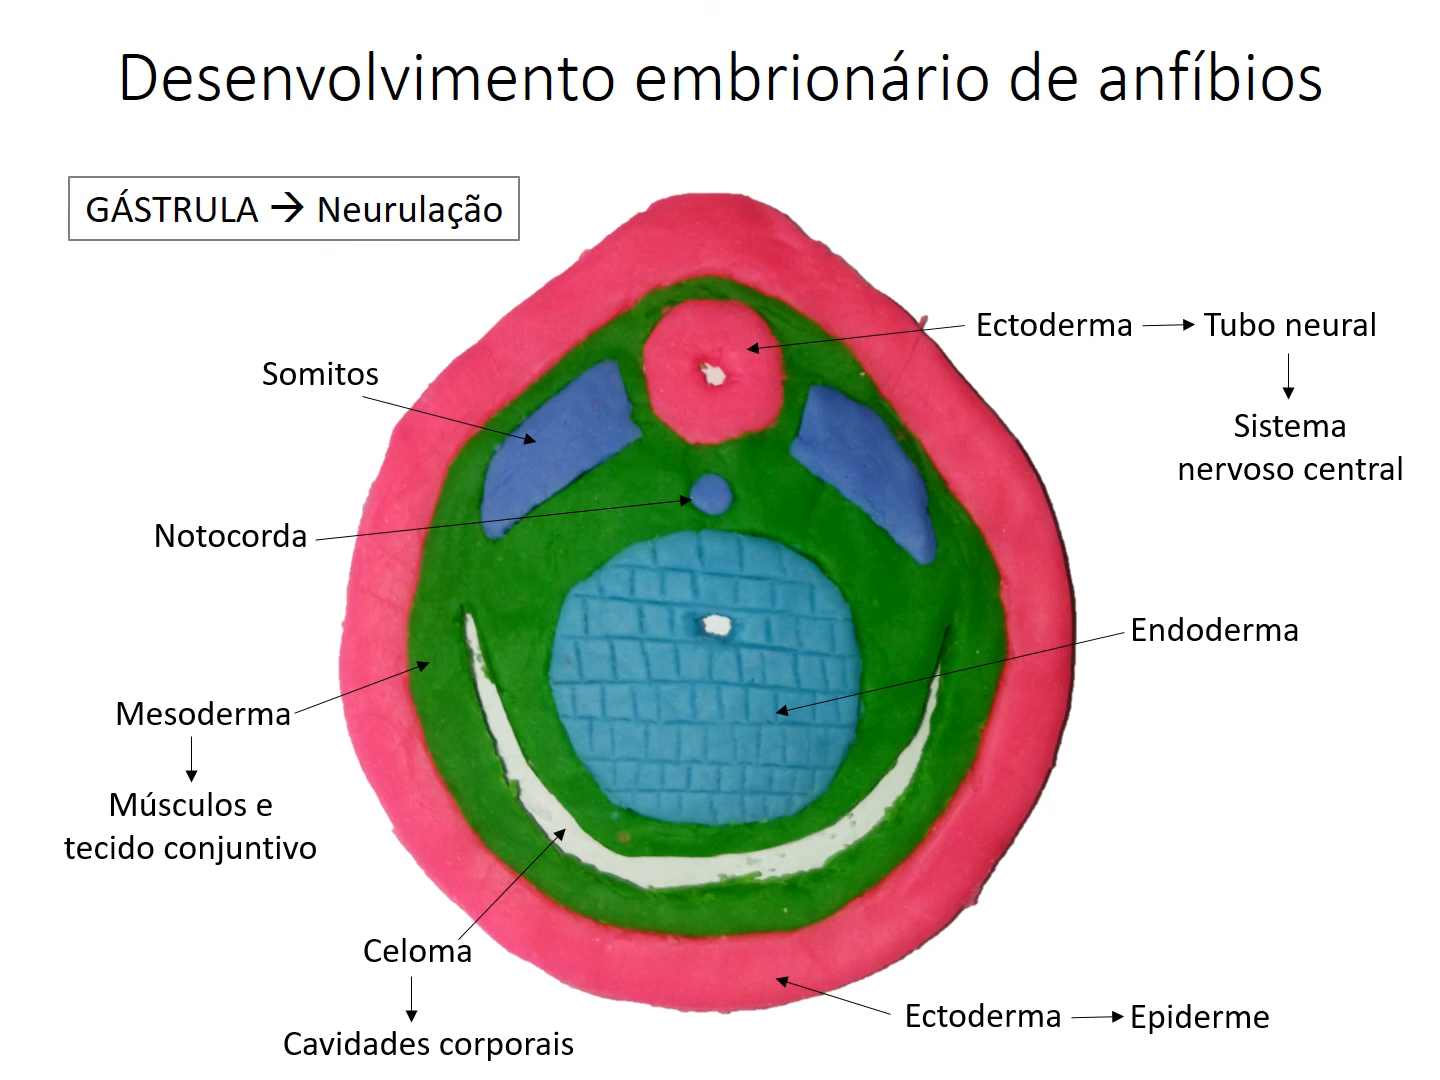 Desenvolvimento embrionário de anfíbios
GÁSTRULA → Neurulação
Ectoderma
Tubo neural
Sistema
nervoso central
Somitos
Notocorda
Endoderma
Mesoderma
Músculos e
tecido conjuntivo
Celoma
Cavidades corporais
Ectoderma
Epiderme